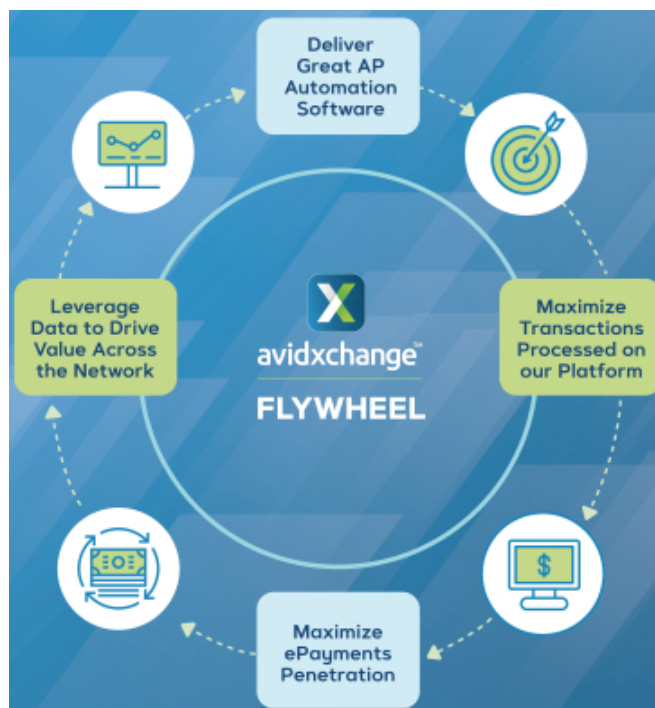 Deliver
Great AP
Automation
Software
Leverage
Data to Drive
Value Across
the Network
avidxchange™
FLYWHEEL
Maximize
Transactions
Processed on
our Platform
$
Maximize
ePayments
Penetration